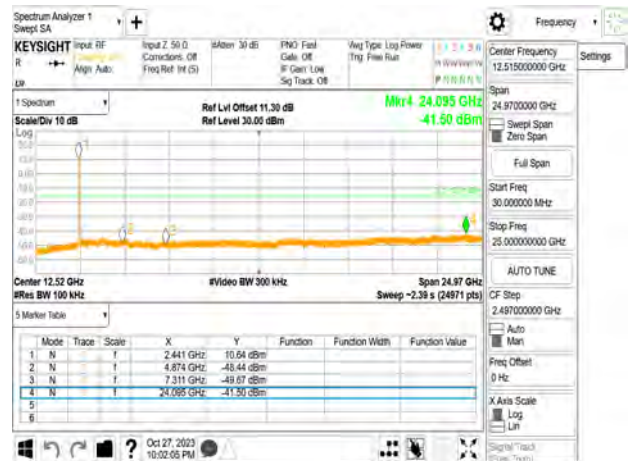 Spectrum Analyzer 1
Swept SA
Frequency
KEYSIGHT
Input: RF
Input Z: 50 Ω
#Atten: 30 dB
PNO: Fast
Avg Type: Log-Power
R
Corrections: Off
Gate: Off
Trig: Free Run
Align: Auto
Freq Ref: Int (S)
IF Gain: Low
Sig Track: Off
Center Frequency
12.515000000 GHz
Settings
Span
24.9700000 GHz
Swept Span
Zero Span
Full Span
Start Freq
30.000000 MHz
Stop Freq
25.000000000 GHz
AUTO TUNE
CF Step
2.497000000 GHz
Auto
Man
Freq Offset
0 Hz
X Axis Scale
Log
Lin
Signal Track
1 Spectrum
Ref Lvl Offset 11.30 dB
Mkr4 24.095 GHz
Scale/Div 10 dB
Ref Level 30.00 dBm
-41.50 dBm
Log
Center 12.52 GHz
#Video BW 300 kHz
Span 24.97 GHz
#Res BW 100 kHz
Sweep ~2.39 s (24971 pts)
5 Marker Table
Mode Trace Scale X Y Function Function Width Function Value
1 N f 2.441 GHz 10.64 dBm
2 N f 4.874 GHz -48.44 dBm
3 N f 7.311 GHz -49.67 dBm
4 N f 24.095 GHz -41.50 dBm
5
6
?
Oct 27, 2023
10:02:05 PM